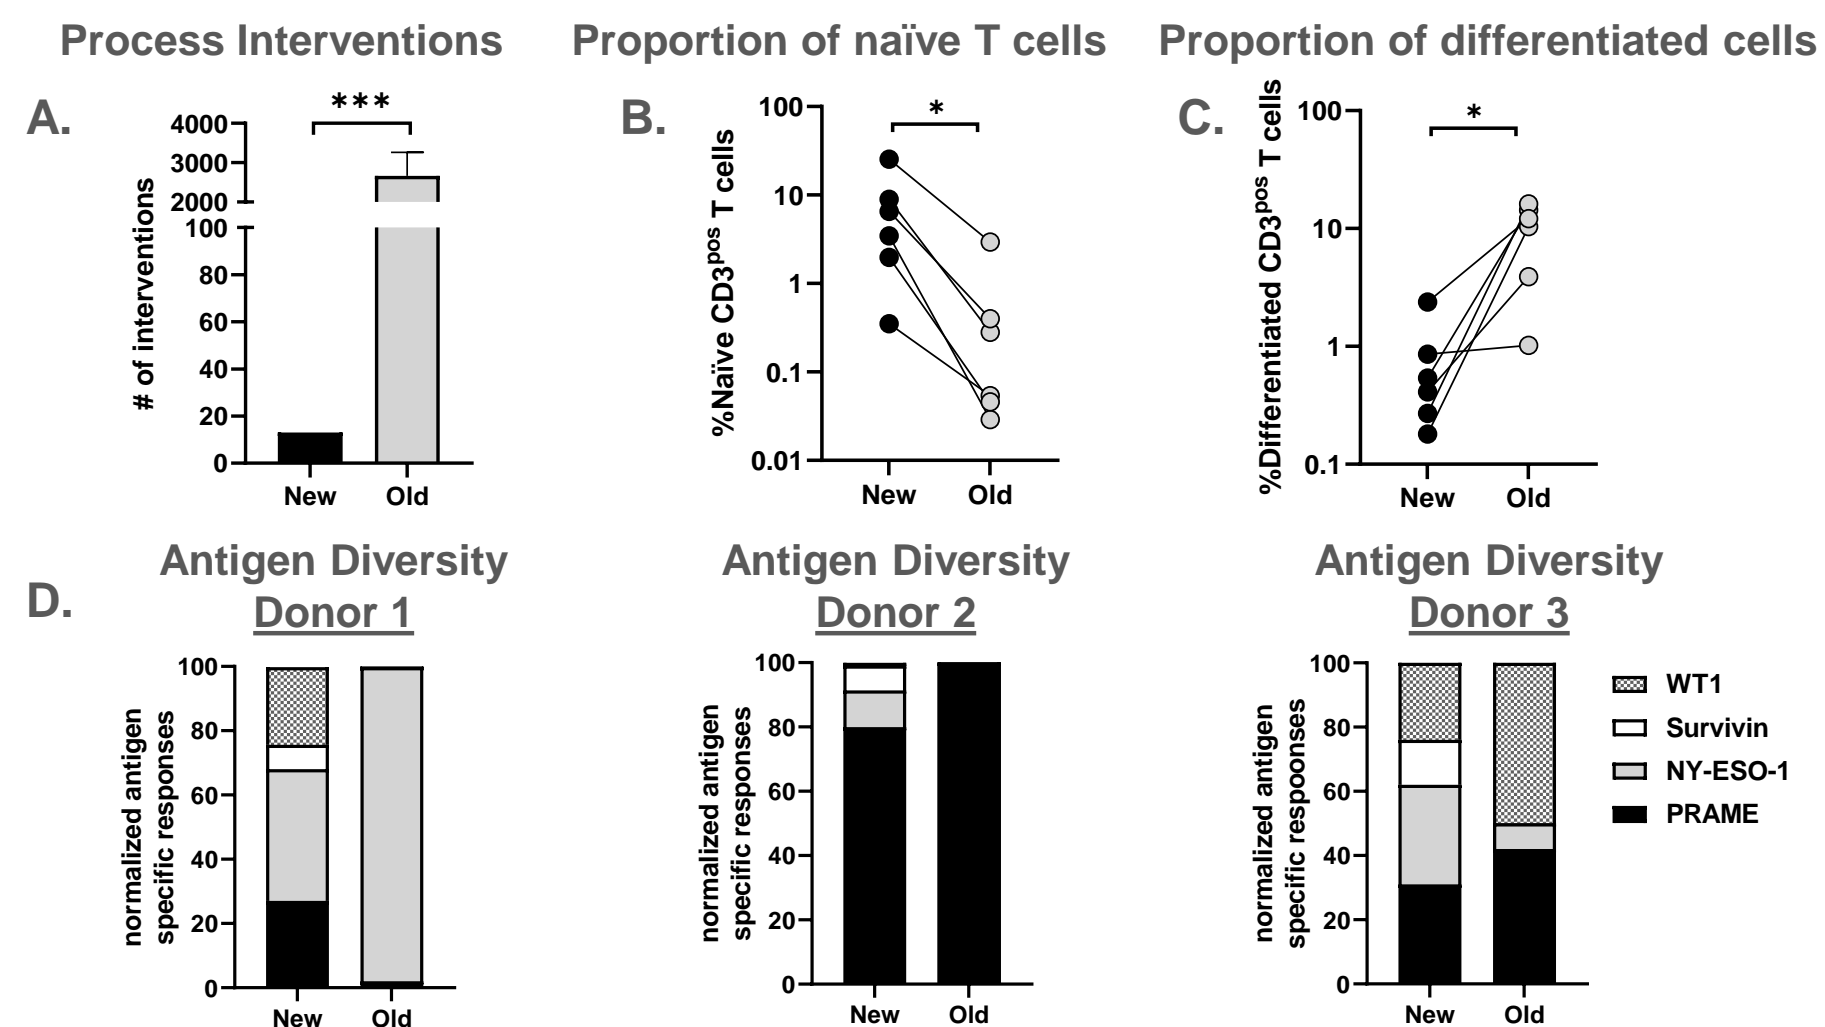 Process Interventions
Proportion of naïve T cells
Proportion of differentiated cells
A.
***
4000
3000
2000
100
80
60
40
20
0
# of interventions
New
Old
B.
*
100
10
1
0.1
0.01
%Naïve CD3pos T cells
New
Old
C.
*
100
10
1
0.1
%Differentiated CD3pos T cells
New
Old
D.
Antigen Diversity
Donor 1
100
80
60
40
20
0
normalized antigen
specific responses
New
Old
Antigen Diversity
Donor 2
100
80
60
40
20
0
normalized antigen
specific responses
New
Old
Antigen Diversity
Donor 3
100
80
60
40
20
0
normalized antigen
specific respoonses
New
Old
WT1
Survivin
NY-ESO-1
PRAME